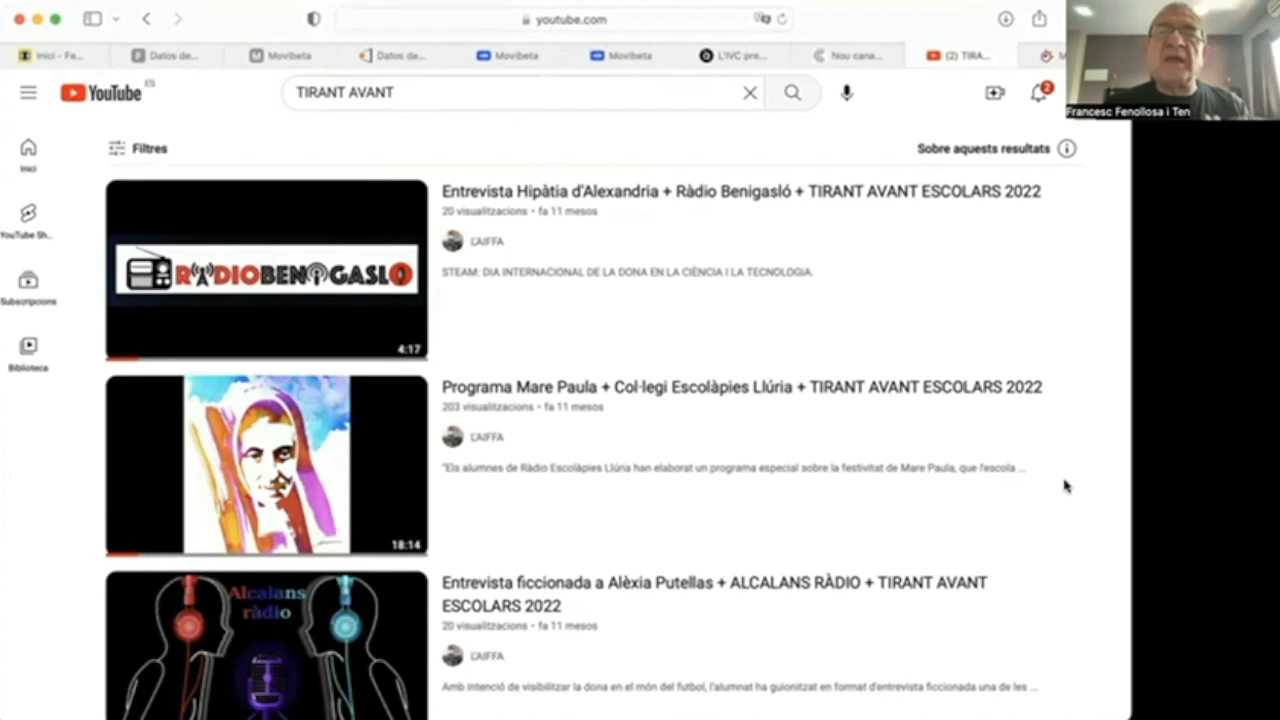 youtube.com
Inici - Fe...
Datos de...
Movibeta
Datos de...
Movibeta
Movibeta
L'IVC pre...
Nou cana...
(2) TIRA...
M
YouTube ES
TIRANT AVANT
2
Francesc Fenollosa i Ten
Inici
YouTube Sh...
Subscripcions
Biblioteca
Filtres
Sobre aquests resultats
RÀDIOBENIGASLÓ
4:17
Entrevista Hipàtia d'Alexandria + Ràdio Benigasló + TIRANT AVANT ESCOLARS 2022
20 visualitzacions • fa 11 mesos
L'AIFFA
STEAM: DIA INTERNACIONAL DE LA DONA EN LA CIÈNCIA I LA TECNOLOGIA.
18:14
Programa Mare Paula + Col·legi Escolàpies Llúria + TIRANT AVANT ESCOLARS 2022
203 visualitzacions • fa 11 mesos
L'AIFFA
"Els alumnes de Ràdio Escolàpies Llúria han elaborat un programa especial sobre la festivitat de Mare Paula, que l'escola ...
Alcalans
ràdio
Entrevista ficcionada a Alèxia Putellas + ALCALANS RÀDIO + TIRANT AVANT
ESCOLARS 2022
20 visualitzacions • fa 11 mesos
L'AIFFA
Amb intenció de visibilitzar la dona en el món del futbol, l'alumnat ha guionitzat en format d'entrevista ficcionada una de les ...